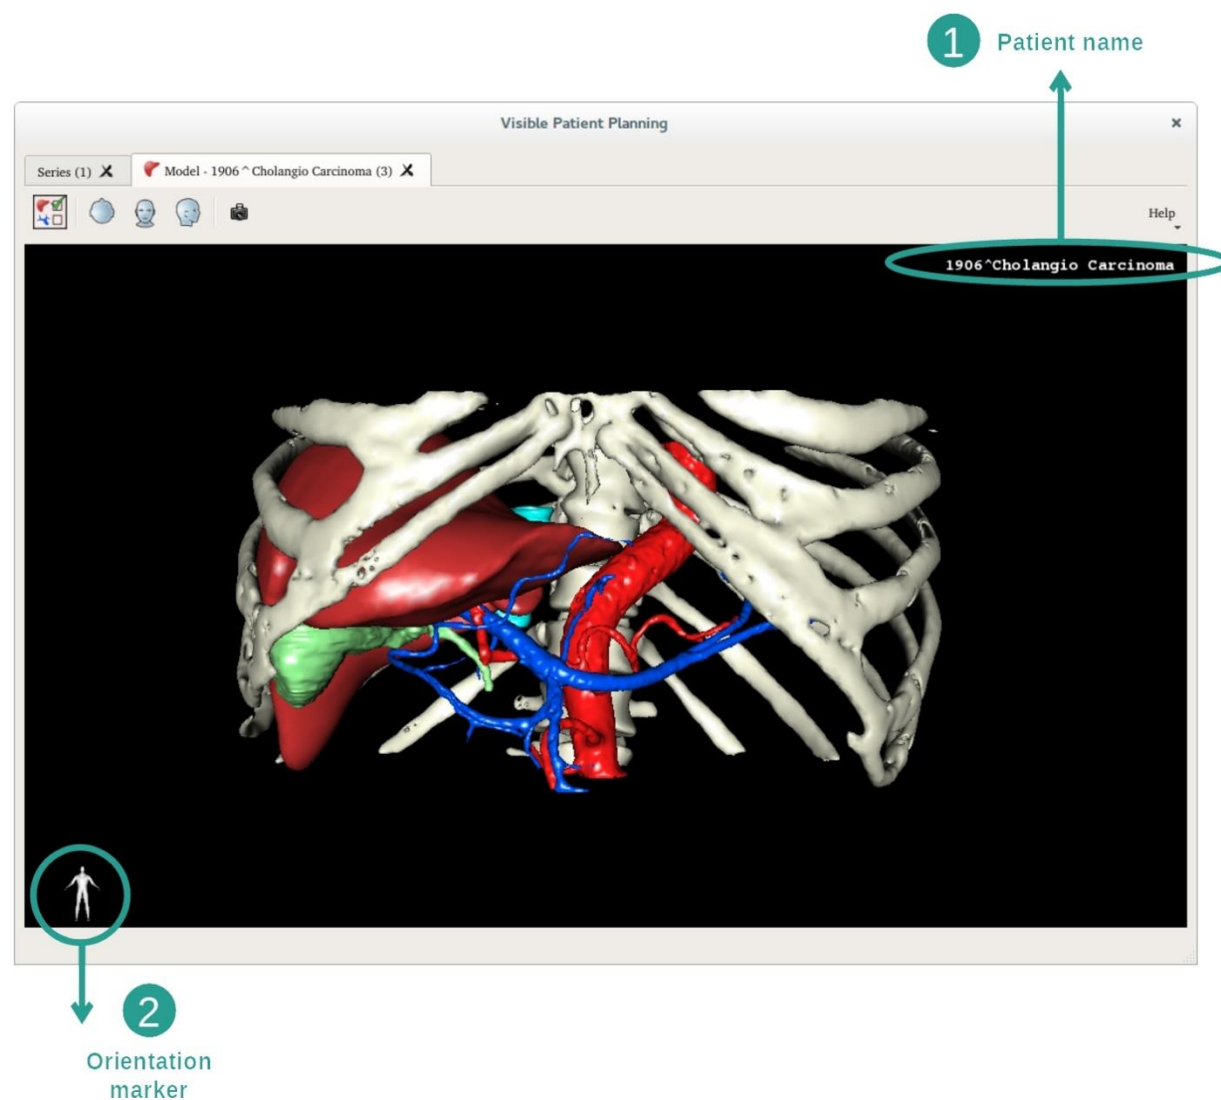 1 Patient name
Visible Patient Planning ×
Series (1) X Model - 1906 ^ Cholangio Carcinoma (3) X
Help
1906^Cholangio Carcinoma
2
Orientation
marker